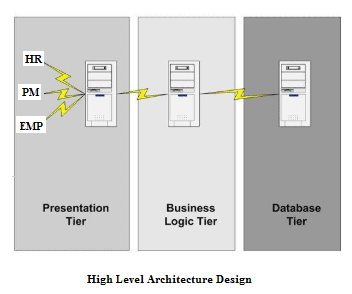 HR
PM
EMP
Presentation
Tier
Business
Logic Tier
Database
Tier
High Level Architecture Design